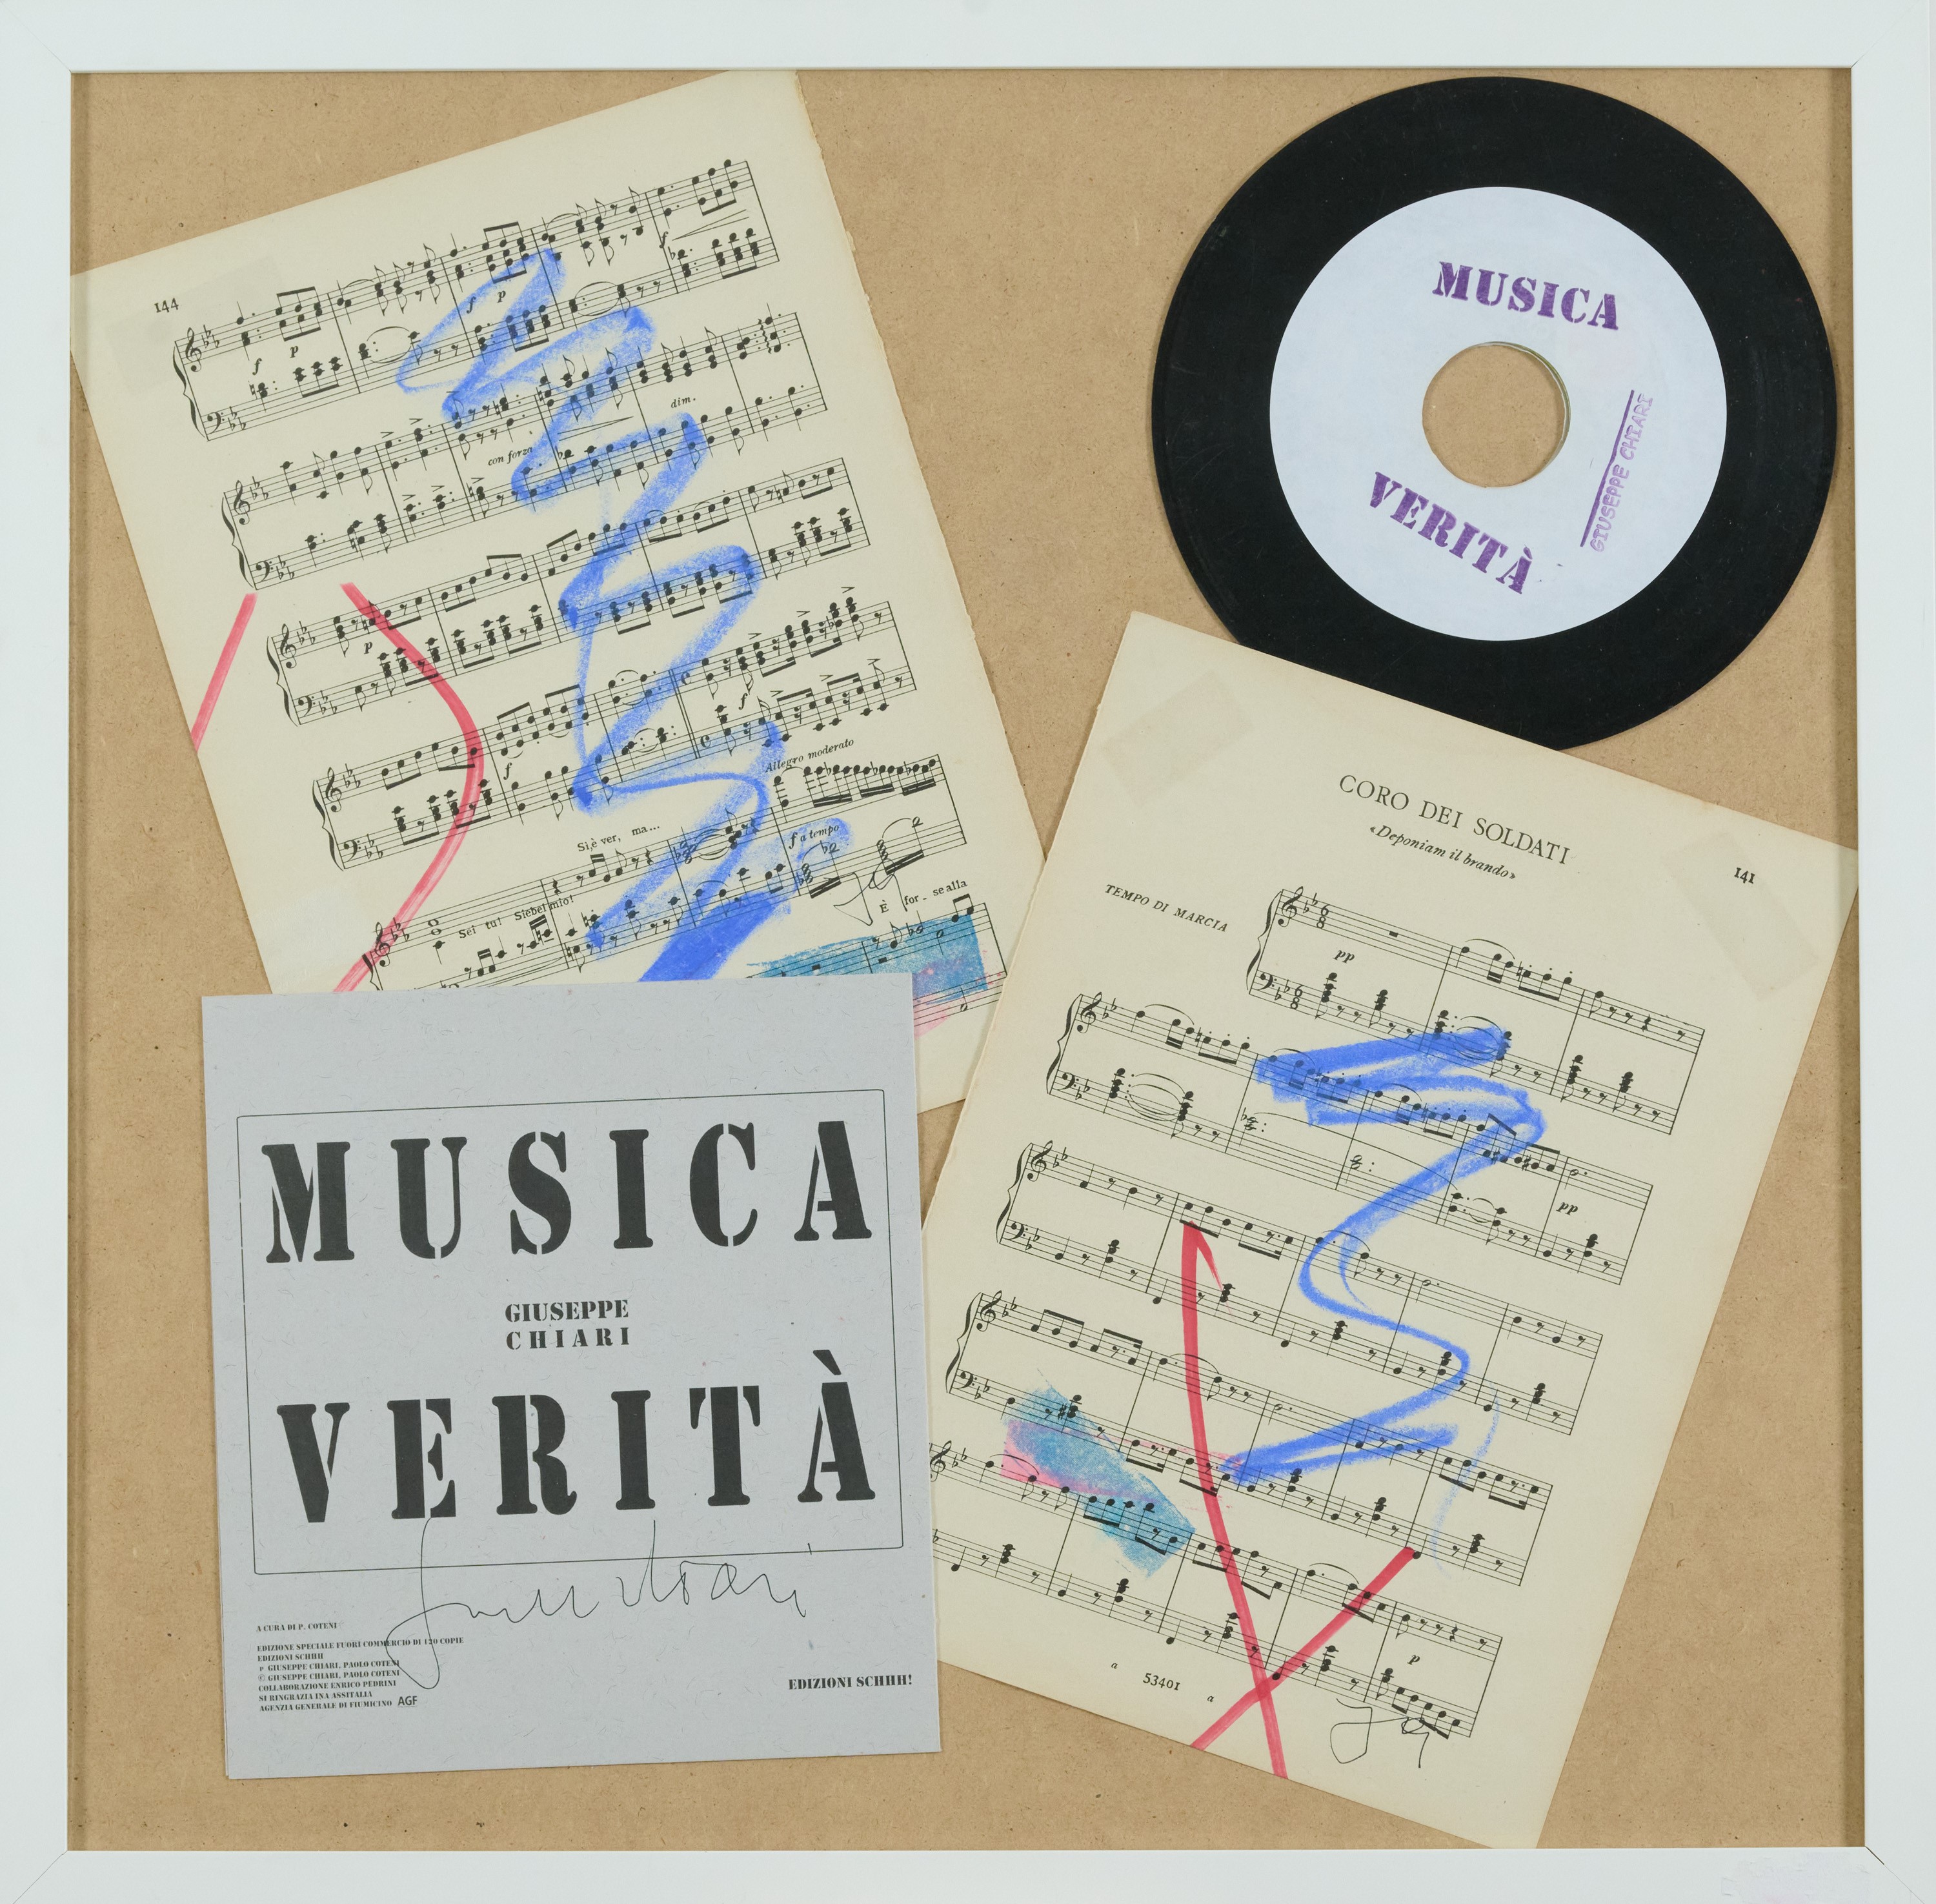 144
f
p
f
p
f
con forza
dim.
p
f
f
Allegro moderato
Si,è ver, ma...
f a tempo
Sei tu! Siebel mio!
È for - se alla
MUSICA
VERITÀ
GIUSEPPE CHIARI
CORO DEI SOLDATI
«Deponiam il brando»
141
TEMPO DI MARCIA
pp
pp
p
a 53401 a
MUSICA
GIUSEPPE
CHIARI
VERITÀ
A CURA DI P. COTENI
EDIZIONE SPECIALE FUORI COMMERCIO DI 120 COPIE
EDIZIONI SCHHH
P GIUSEPPE CHIARI, PAOLO COTENI
© GIUSEPPE CHIARI, PAOLO COTENI
COLLABORAZIONE ENRICO PEDRINI
SI RINGRAZIA INA ASSITALIA
AGENZIA GENERALE DI FIUMICINO AGF
EDIZIONI SCHHH!